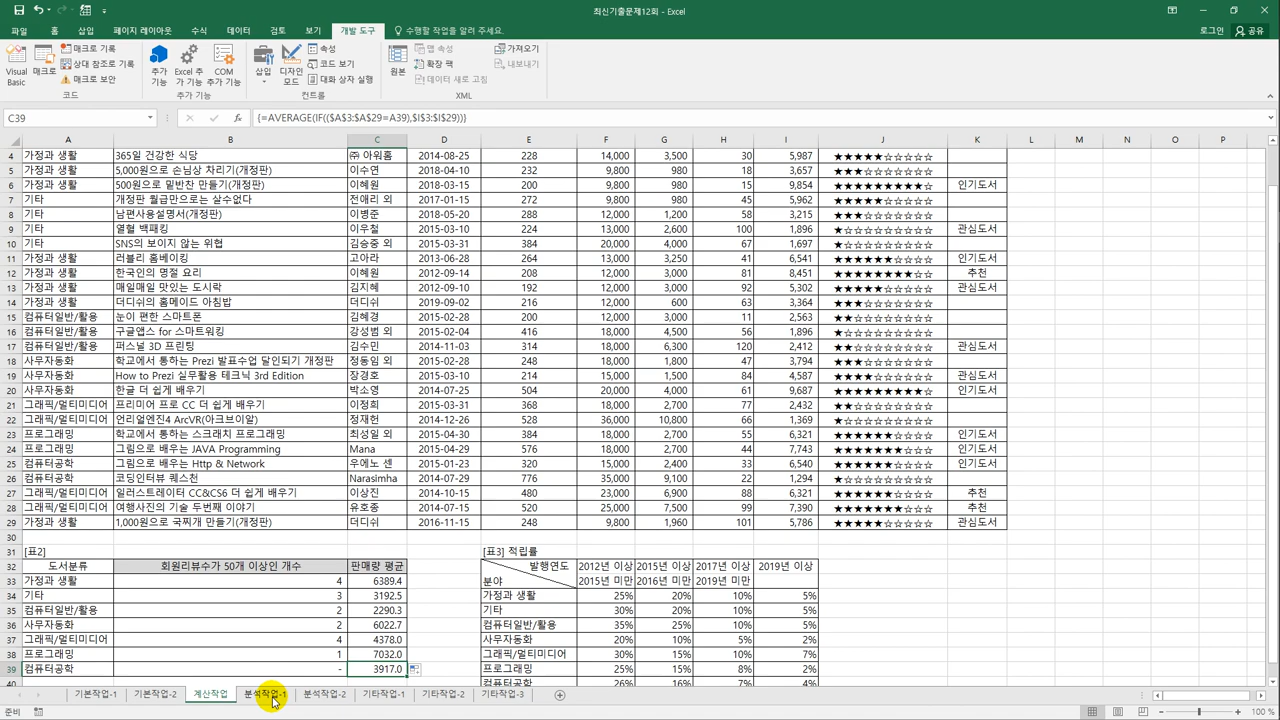 최신기출문제12회 - Excel
파일 홈 삽입 페이지 레이아웃 수식 데이터 검토 보기 개발 도구 수행할 작업을 알려 주세요. 로그인 공유
Visual Basic 매크로 매크로 기록 상대 참조로 기록 매크로 보안 추가 기능 Excel 추가 기능 COM 추가 기능 삽입 디자인 모드 속성 코드 보기 대화 상자 실행 원본 맵 속성 확장 팩 데이터 새로 고침 가져오기 내보내기
코드 추가 기능 컨트롤 XML
C39 fx {=AVERAGE(IF(($A$3:$A$29=A39),$I$3:$I$29))}
A B C D E F G H I J K L M N O P
4 가정과 생활 365일 건강한 식당 ㈜ 아워홈 2014-08-25 228 14,000 3,500 30 5,987 ★★★★★☆☆☆☆☆
5 가정과 생활 5,000원으로 손님상 차리기(개정판) 이수연 2018-04-10 232 9,800 980 18 3,657 ★★★☆☆☆☆☆☆☆
6 가정과 생활 500원으로 밑반찬 만들기(개정판) 이혜원 2018-03-15 200 9,800 980 15 9,854 ★★★★★★★★★☆ 인기도서
7 기타 개정판 월급만으로는 살수없다 전애리 외 2017-01-15 272 9,800 980 45 5,962 ★★★★★☆☆☆☆☆
8 기타 남편사용설명서(개정판) 이병준 2018-05-20 288 12,000 1,200 58 3,215 ★★★☆☆☆☆☆☆☆
9 기타 열혈 백패킹 이우철 2015-03-10 224 13,000 2,600 100 1,896 ★☆☆☆☆☆☆☆☆☆ 관심도서
10 기타 SNS의 보이지 않는 위협 김승중 외 2015-03-31 384 20,000 4,000 67 1,697 ★☆☆☆☆☆☆☆☆☆
11 가정과 생활 러블리 홈베이킹 고아라 2013-06-28 264 13,000 3,250 41 6,541 ★★★★★★☆☆☆☆ 인기도서
12 가정과 생활 한국인의 명절 요리 이혜원 2012-09-14 208 12,000 3,000 81 8,451 ★★★★★★★★☆☆ 추천
13 가정과 생활 매일매일 맛있는 도시락 김지혜 2012-09-10 192 12,000 3,000 92 5,302 ★★★★★☆☆☆☆☆ 관심도서
14 가정과 생활 더디쉬의 홈메이드 아침밥 더디쉬 2019-09-02 216 12,000 600 63 3,364 ★★★☆☆☆☆☆☆☆
15 컴퓨터일반/활용 눈이 편한 스마트폰 김혜경 2015-02-28 200 12,000 3,000 11 2,563 ★★☆☆☆☆☆☆☆☆
16 컴퓨터일반/활용 구글앱스 for 스마트워킹 강성범 외 2015-02-04 416 18,000 4,500 56 1,896 ★☆☆☆☆☆☆☆☆☆
17 컴퓨터일반/활용 퍼스널 3D 프린팅 김수민 2014-11-03 314 18,000 6,300 120 2,412 ★★☆☆☆☆☆☆☆☆ 관심도서
18 사무자동화 학교에서 통하는 Prezi 발표수업 달인되기 개정판 정동임 외 2015-02-28 248 18,000 1,800 47 3,794 ★★★☆☆☆☆☆☆☆
19 사무자동화 How to Prezi 실무활용 테크닉 3rd Edition 장경호 2015-03-10 214 15,000 1,500 84 4,587 ★★★★☆☆☆☆☆☆ 관심도서
20 사무자동화 한글 더 쉽게 배우기 박소영 2014-07-25 504 20,000 4,000 61 9,687 ★★★★★★★★★☆ 인기도서
21 그래픽/멀티미디어 프리미어 프로 CC 더 쉽게 배우기 이정희 2015-03-31 368 18,000 2,700 77 2,432 ★★☆☆☆☆☆☆☆☆
22 그래픽/멀티미디어 언리얼엔진4 ArcVR(아크브이알) 정재헌 2014-12-26 528 36,000 10,800 66 1,369 ★☆☆☆☆☆☆☆☆☆
23 프로그래밍 학교에서 통하는 스크래치 프로그래밍 최성일 외 2015-04-30 384 18,000 2,700 55 6,321 ★★★★★★☆☆☆☆ 인기도서
24 프로그래밍 그림으로 배우는 JAVA Programming Mana 2015-04-29 576 18,000 2,700 44 7,743 ★★★★★★★☆☆☆ 인기도서
25 컴퓨터공학 그림으로 배우는 Http & Network 우에노 센 2015-01-23 320 15,000 2,400 33 6,540 ★★★★★★☆☆☆☆ 인기도서
26 컴퓨터공학 코딩인터뷰 퀘스천 Narasimha 2014-07-29 776 35,000 9,100 22 1,294 ★☆☆☆☆☆☆☆☆☆
27 그래픽/멀티미디어 일러스트레이터 CC&CS6 더 쉽게 배우기 이상진 2014-10-15 480 23,000 6,900 88 6,321 ★★★★★★☆☆☆☆ 추천
28 그래픽/멀티미디어 여행사진의 기술 두번째 이야기 유호종 2014-07-15 520 25,000 7,500 99 7,390 ★★★★★★★☆☆☆ 추천
29 가정과 생활 1,000원으로 국찌개 만들기(개정판) 더디쉬 2016-11-15 248 9,800 1,960 101 5,786 ★★★★★☆☆☆☆☆ 관심도서
30
31 [표2] [표3] 적립률
32 도서분류 회원리뷰수가 50개 이상인 개수 판매량 평균 발행연도 2012년 이상 2015년 이상 2017년 이상 2019년 이상
33 가정과 생활 4 6389.4 분야 2015년 미만 2016년 미만 2019년 미만
34 기타 3 3192.5 가정과 생활 25% 20% 10% 5%
35 컴퓨터일반/활용 2 2290.3 기타 30% 20% 10% 5%
36 사무자동화 2 6022.7 컴퓨터일반/활용 35% 25% 10% 5%
37 그래픽/멀티미디어 4 4378.0 사무자동화 20% 10% 5% 2%
38 프로그래밍 1 7032.0 그래픽/멀티미디어 30% 15% 10% 7%
39 컴퓨터공학 - 3917.0 프로그래밍 25% 15% 8% 2%
40 컴퓨터공학 26% 16% 7% 4%
기본작업-1 기본작업-2 계산작업 분석작업-1 분석작업-2 기타작업-1 기타작업-2 기타작업-3
준비 100 %